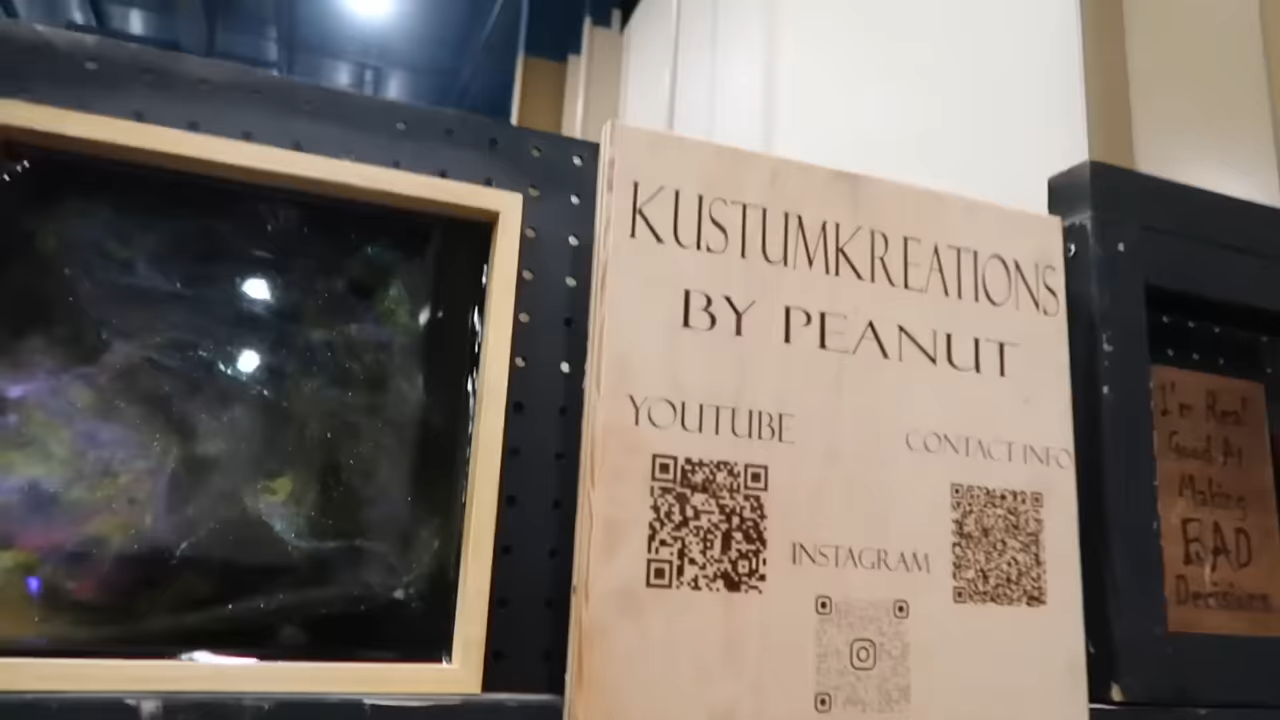 KUSTUMKREATIONS
BY PEANUT
YOUTUBE
CONTACT INFO
INSTAGRAM
I'm Real
Good At
Making
BAD
Decisions